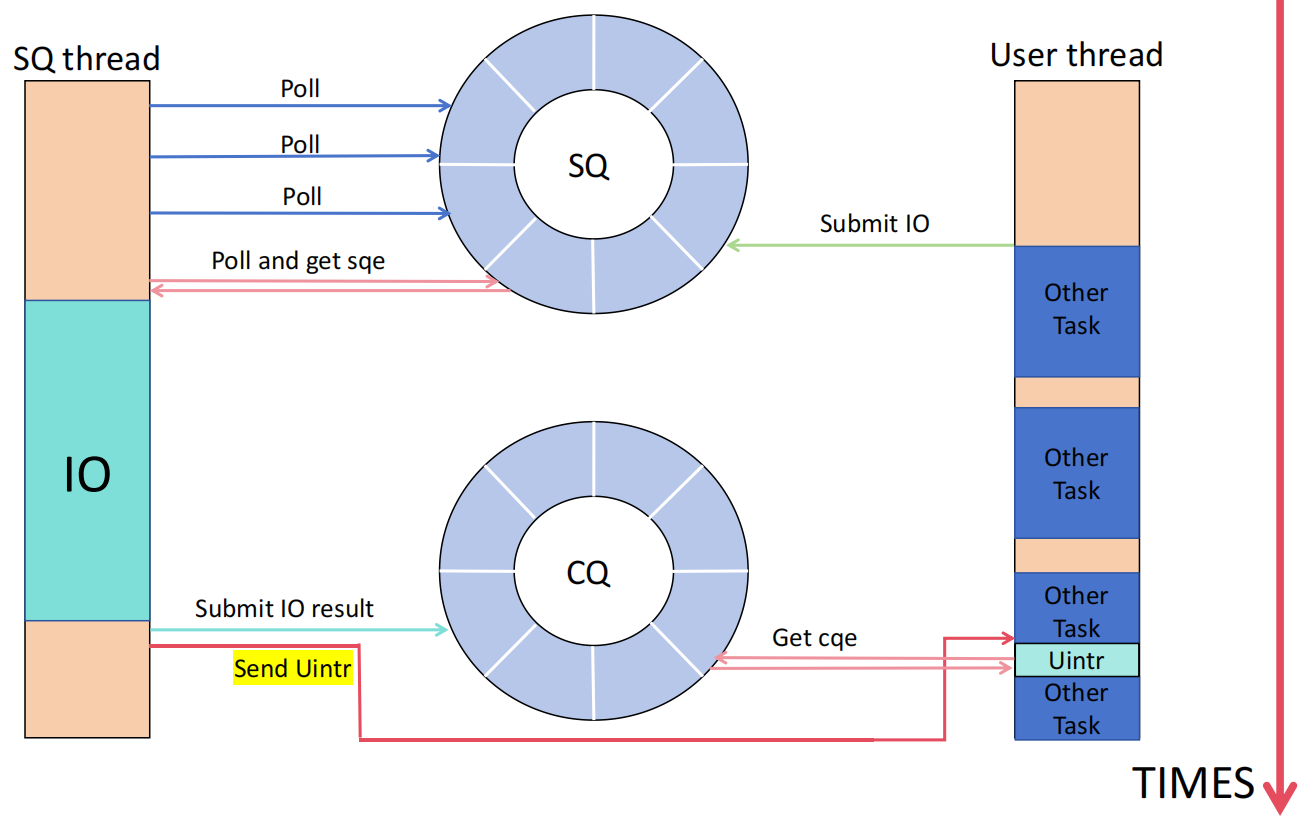 SQ thread
User thread
Poll
Poll
Poll
SQ
Submit IO
Poll and get sqe
Other
Task
IO
Other
Task
CQ
Submit IO result
Other
Task
Get cqe
Send Uintr
Uintr
Other
Task
TIMES